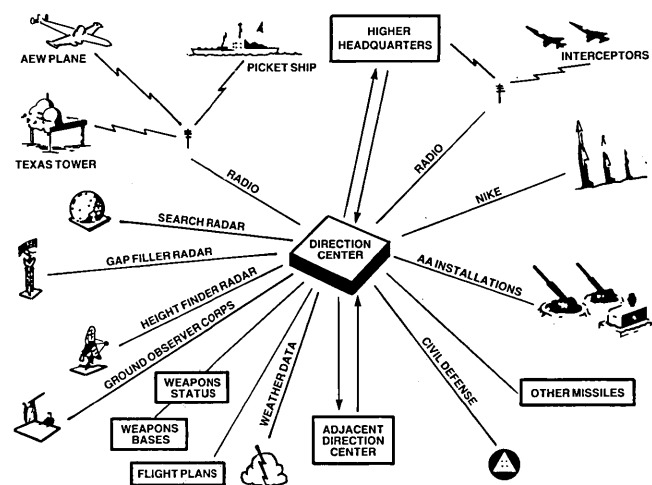 HIGHER
HEADQUARTERS
AEW PLANE
PICKET SHIP
INTERCEPTORS
TEXAS TOWER
RADIO
RADIO
NIKE
SEARCH RADAR
DIRECTION
CENTER
GAP FILLER RADAR
AA INSTALLATIONS
HEIGHT FINDER RADAR
GROUND OBSERVER CORPS
WEAPONS
STATUS
WEATHER DATA
CIVIL DEFENSE
OTHER MISSILES
WEAPONS
BASES
ADJACENT
DIRECTION
CENTER
FLIGHT PLANS